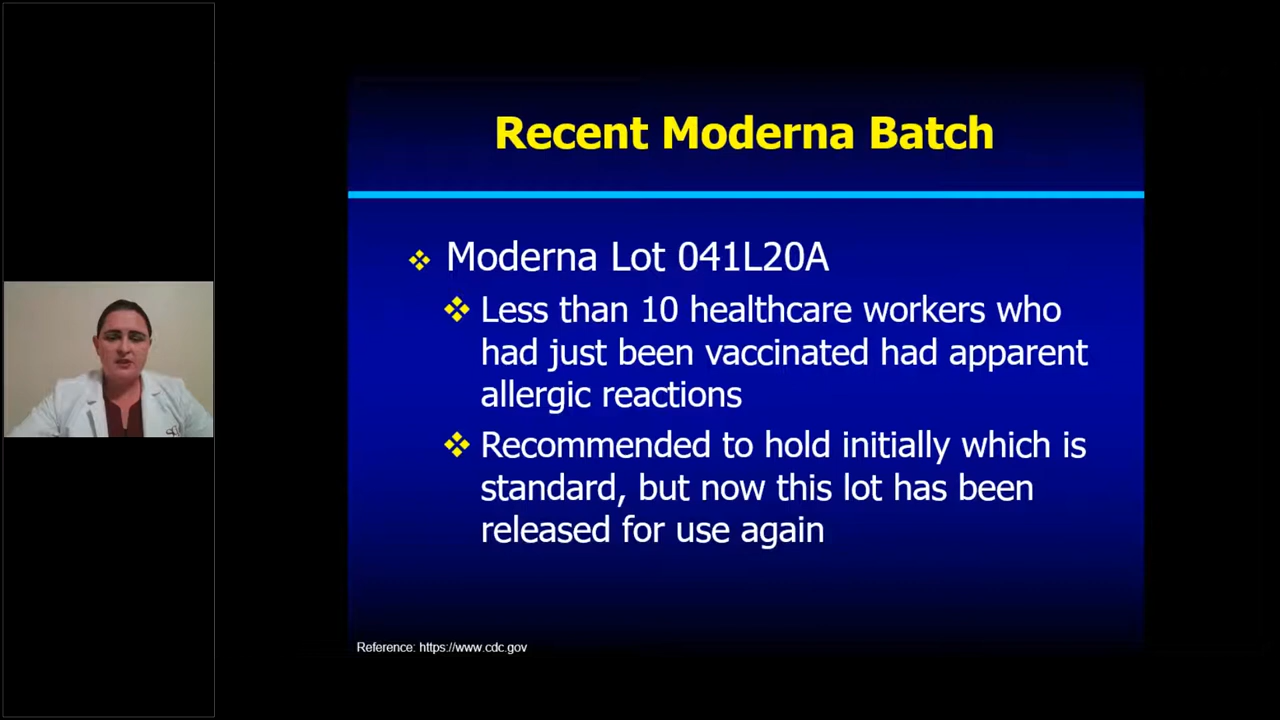 Recent Moderna Batch
Moderna Lot 041L20A
Less than 10 healthcare workers who
had just been vaccinated had apparent
allergic reactions
Recommended to hold initially which is
standard, but now this lot has been
released for use again
Reference: https://www.cdc.gov